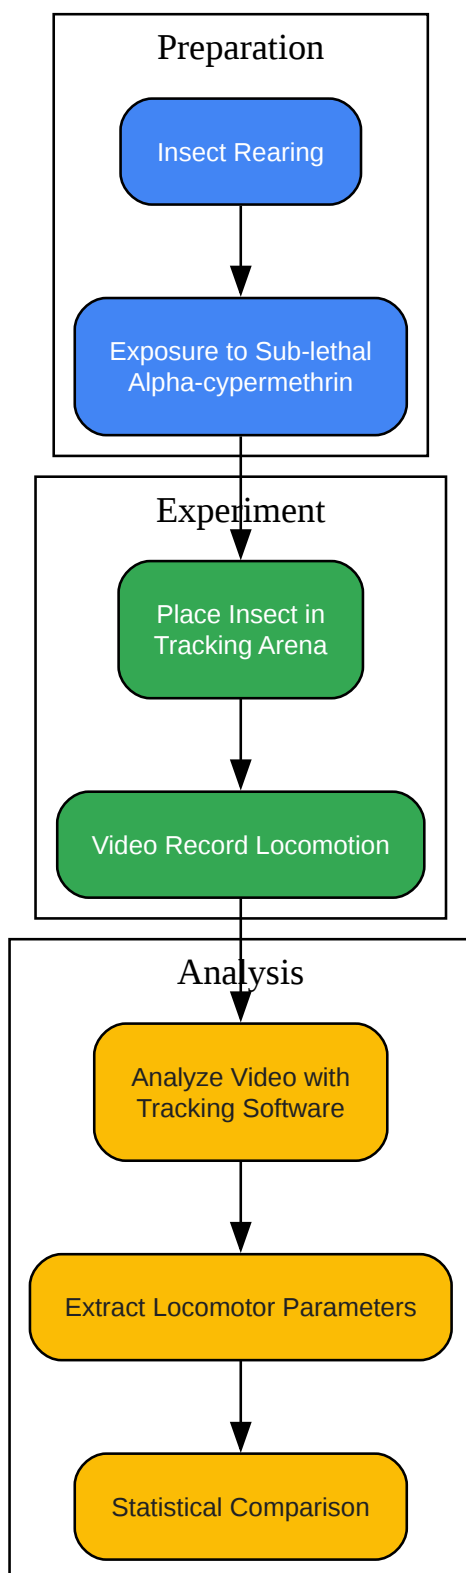 Preparation
Insect Rearing
Exposure to Sub-lethal
Alpha-cypermethrin
Experiment
Place Insect in
Tracking Arena
Video Record Locomotion
Analysis
Analyze Video with
Tracking Software
Extract Locomotor Parameters
Statistical Comparison